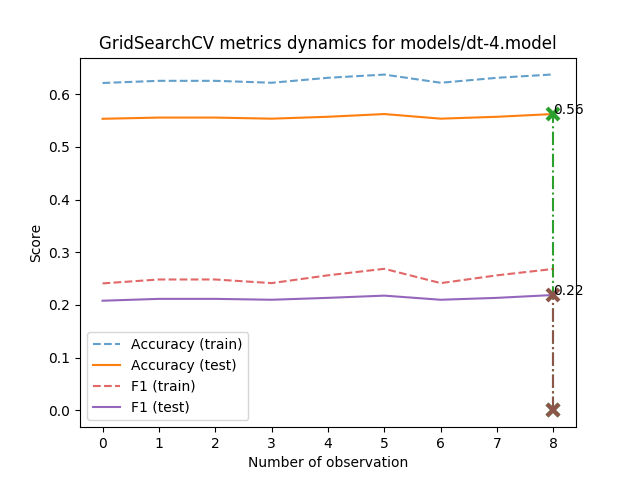 GridSearchCV metrics dynamics for models/dt-4.model
0.6
0.5
0.4
0.3
0.2
0.1
0.0
Score
0.56
0.22
Accuracy (train)
Accuracy (test)
F1 (train)
F1 (test)
0 1 2 3 4 5 6 7 8
Number of observation